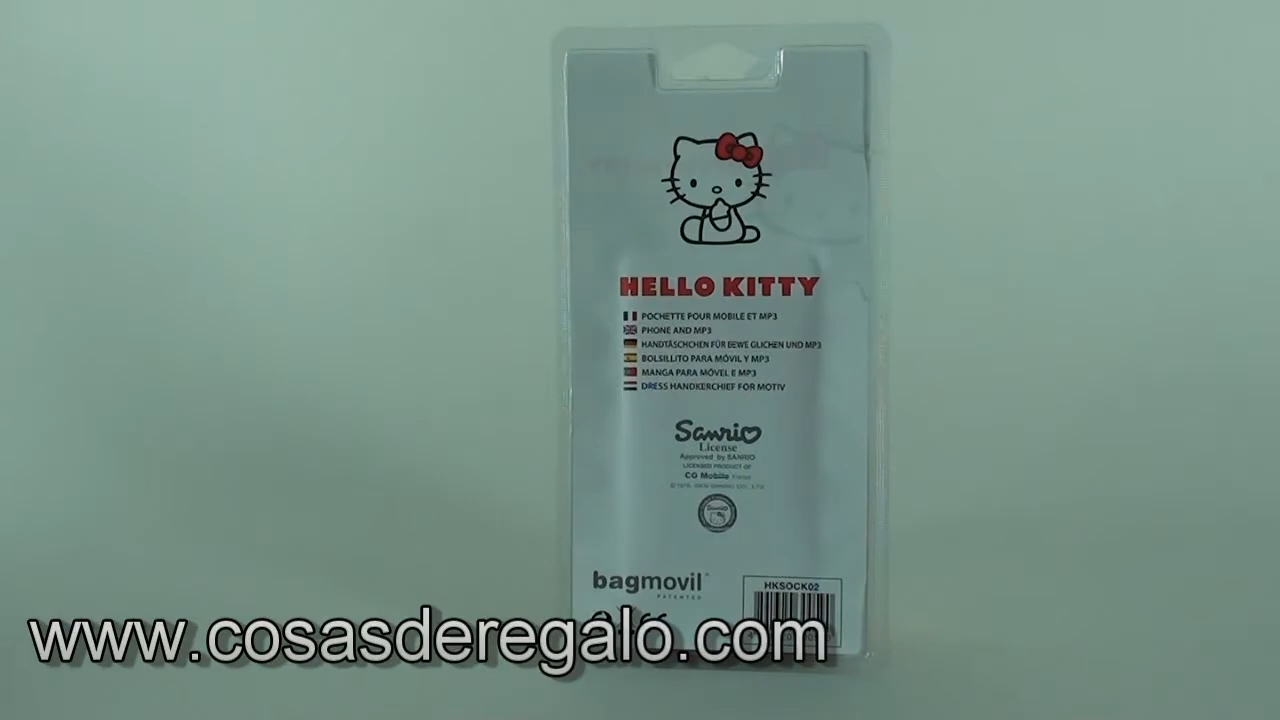 HELLO KITTY
POCHETTE POUR MOBILE ET MP3
PHONE AND MP3
HANDTÄSCHCHEN FÜR BEWE GLICHEN UND MP3
BOLSILLITO PARA MÓVIL Y MP3
MANGA PARA MÓVEL E MP3
DRESS HANDKERCHIEF FOR MOTIV
Sanrio
License
Approved by SANRIO
LICENSED PRODUCT OF
CG Mobile France
bagmovil
PATENTED
HKSOCK02
www.cosasderegalo.com